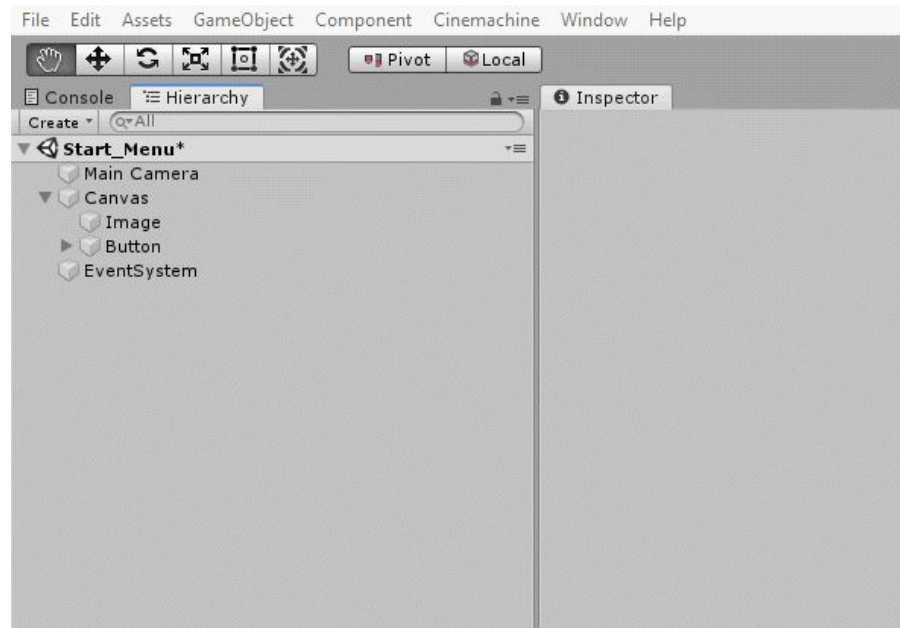 File Edit Assets GameObject Component Cinemachine Window Help
Pivot Local
Console Hierarchy Inspector
Create All
Start_Menu*
Main Camera
Canvas
Image
Button
EventSystem